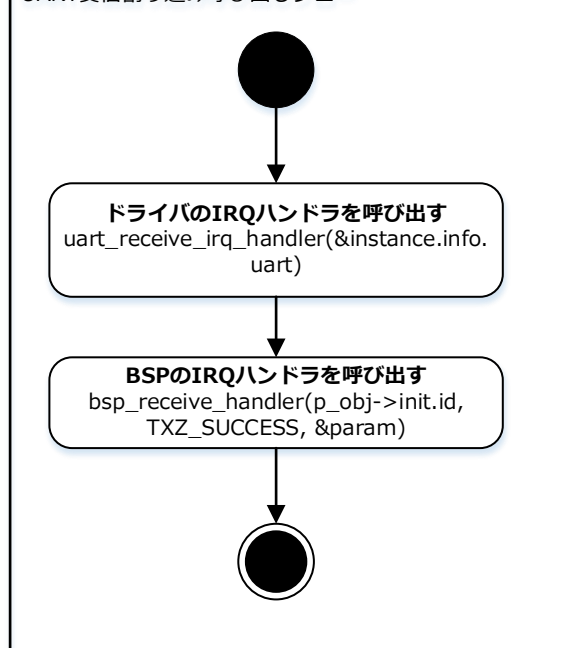 ドライバのIRQハンドラを呼び出す
uart_receive_irq_handler(&instance.info.
uart)
BSPのIRQハンドラを呼び出す
bsp_receive_handler(p_obj->init.id,
TXZ_SUCCESS, &param)